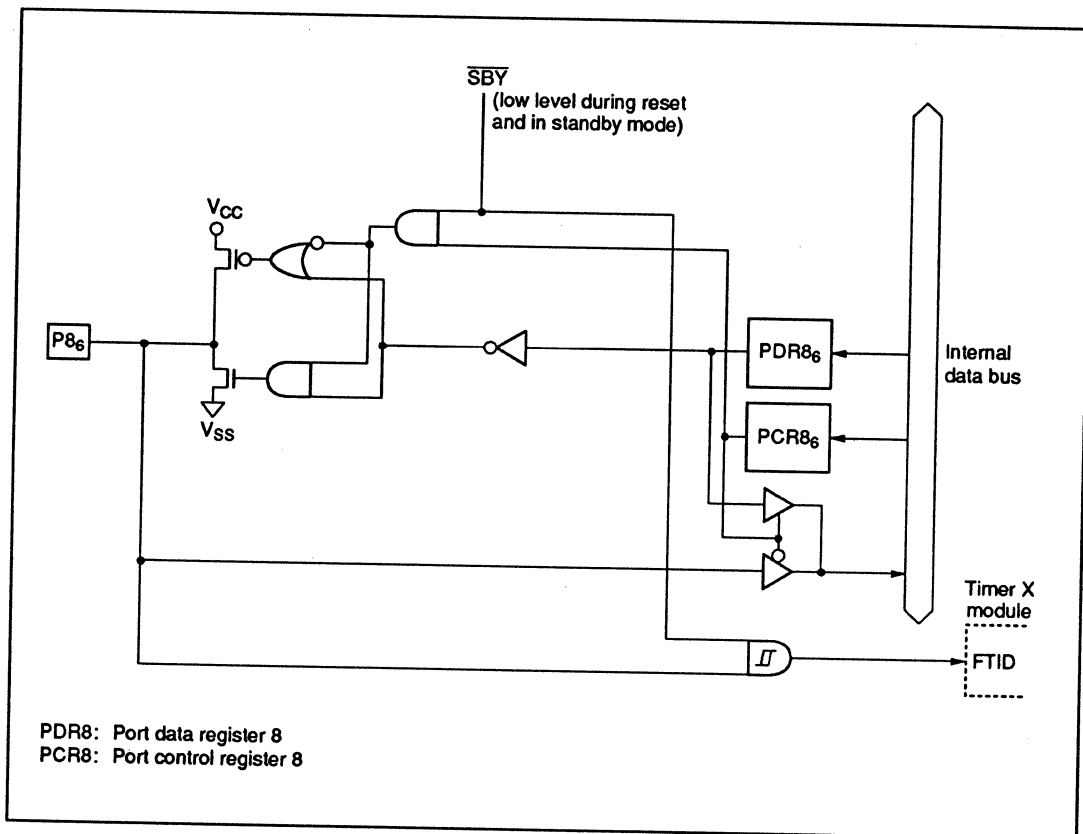 SBY
(low level during reset
and in standby mode)
VCC
P86
VSS
PDR86
PCR86
Internal
data bus
Timer X
module
FTID
PDR8: Port data register 8
PCR8: Port control register 8